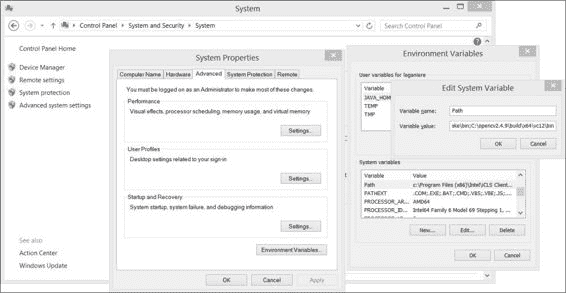 System
Control Panel
System and Security
System
Search Control Panel
Control Panel Home
Device Manager
Remote settings
System protection
Advanced system settings
See also
Action Center
Windows Update
System Properties
Computer Name
Hardware
Advanced
System Protection
Remote
You must be logged on as an Administrator to make most of these changes.
Performance
Visual effects, processor scheduling, memory usage, and virtual memory
Settings...
User Profiles
Desktop settings related to your sign-in
Settings...
Startup and Recovery
System startup, system failure, and debugging information
Settings...
Environment Variables...
OK
Cancel
Apply
Environment Variables
User variables for laganiere
Variable
JAVA_HOM
TEMP
TMP
Edit System Variable
Variable name:
Path
Variable value:
ske\bin;C:\opencv2.4.9\build\x64\vc12\bin
OK
Cancel
System variables
Variable Value
Path c:\Program Files (x86)\Intel\iCLS Client...
PATHEXT .COM;.EXE;.BAT;.CMD;.VBS;.VBE;.JS;...
PROCESSOR_AR... AMD64
PROCESSOR_ID... Intel64 Family 6 Model 69 Stepping 1, ...
New...
Edit...
Delete
OK
Cancel